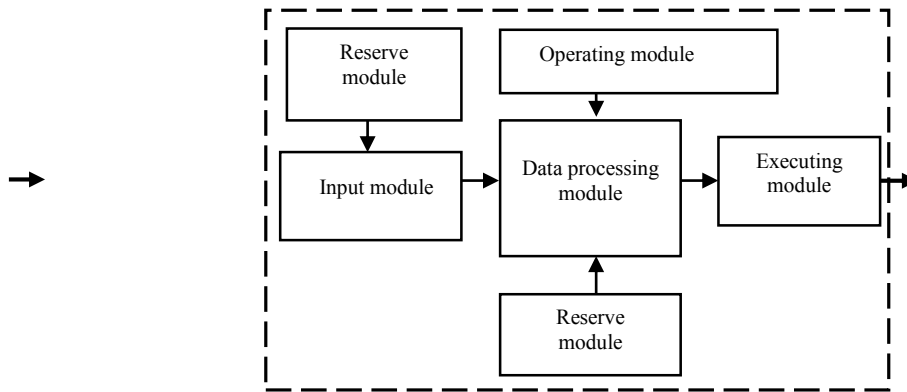 Reserve
module
Operating module
Input module
Data processing
module
Executing
module
Reserve
module